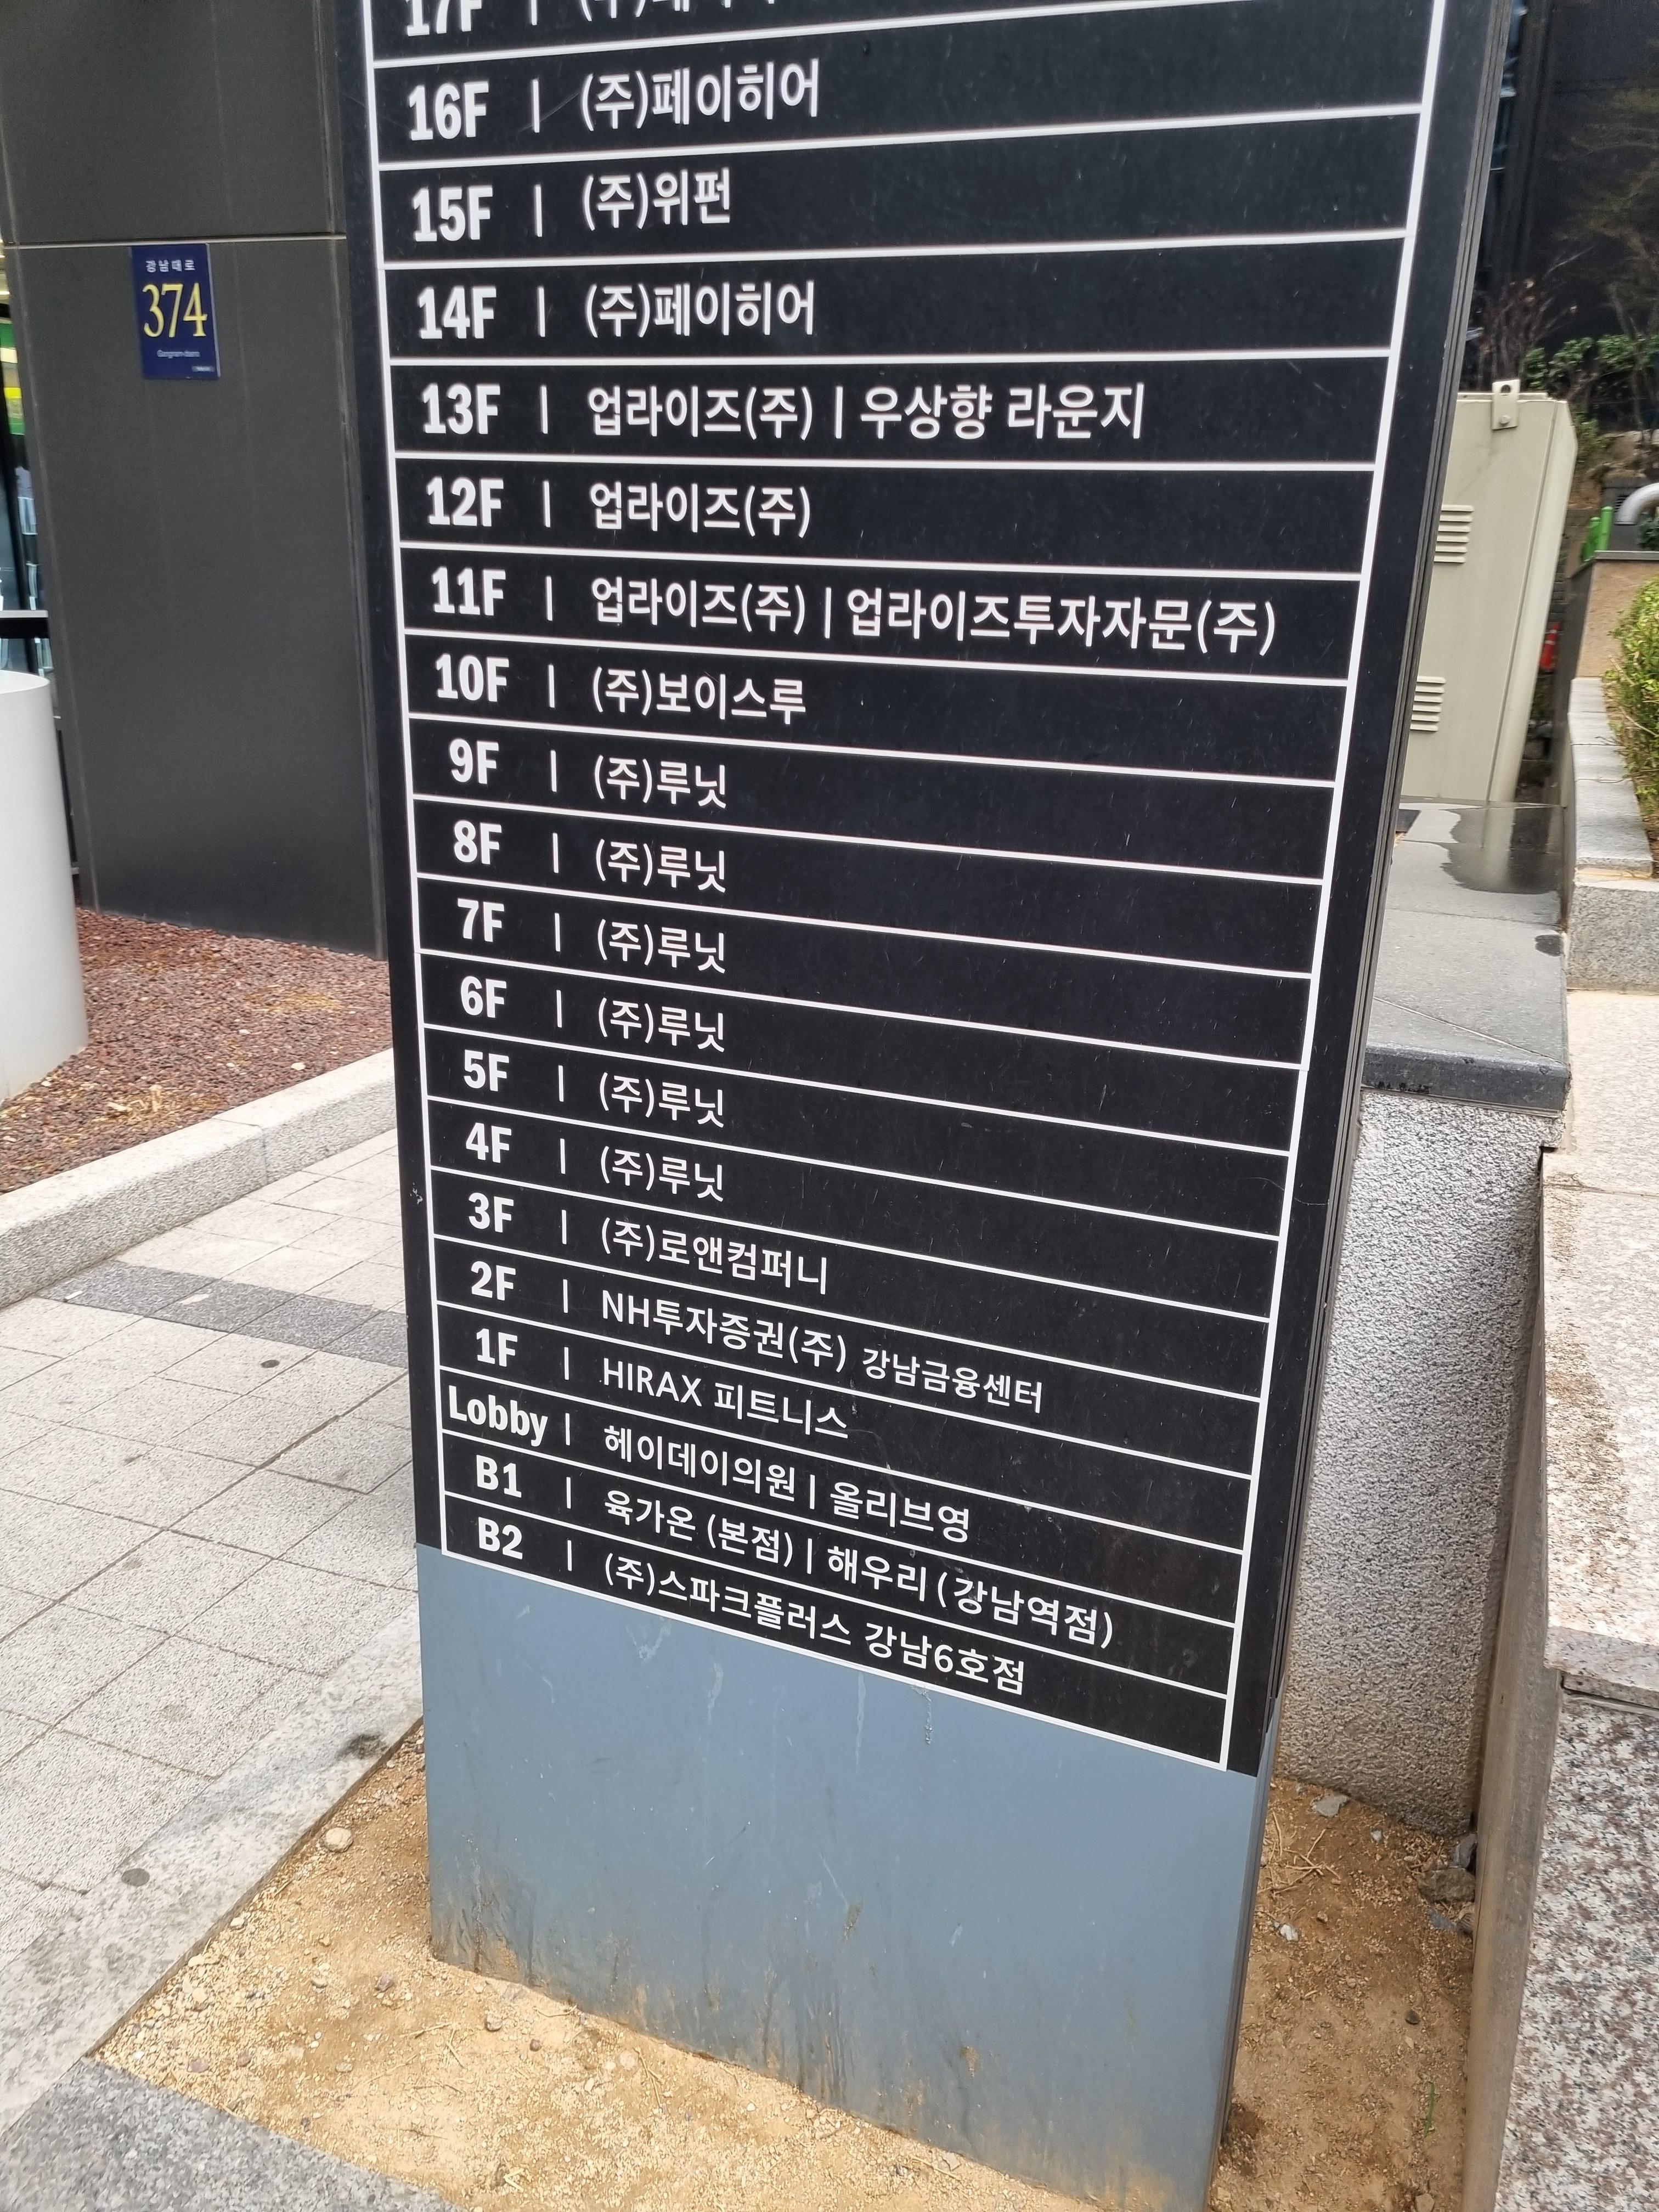 17F |
16F | (주)페이히어
15F | (주)위펀
14F | (주)페이히어
13F | 업라이즈(주) | 우상향 라운지
12F | 업라이즈(주)
11F | 업라이즈(주) | 업라이즈투자자문(주)
10F | (주)보이스루
9F | (주)루닛
8F | (주)루닛
7F | (주)루닛
6F | (주)루닛
5F | (주)루닛
4F | (주)루닛
3F | (주)로앤컴퍼니
2F | NH투자증권(주) 강남금융센터
1F | HIRAX 피트니스
Lobby | 헤이데이의원 | 올리브영
B1 | 육가온 (본점) | 해우리(강남역점)
B2 | (주)스파크플러스 강남6호점
강남대로
374
Gangnam-daero